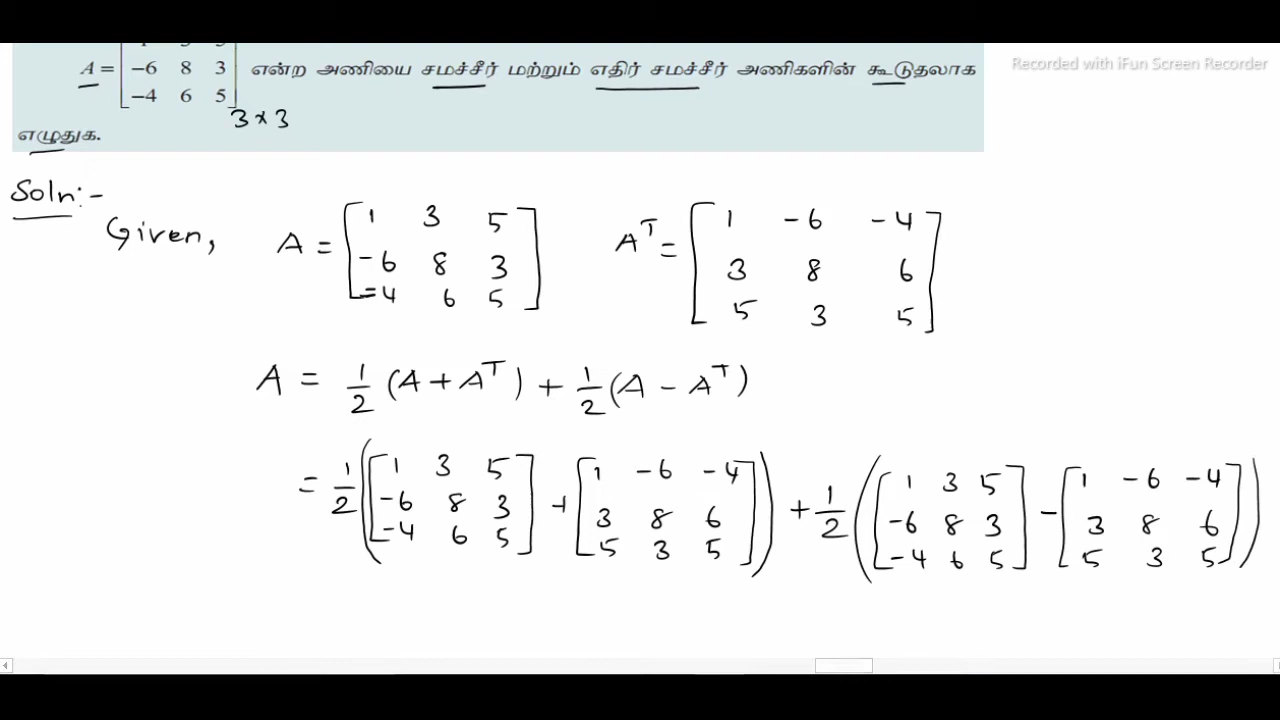 Recorded with iFun Screen Recorder
A = [ -6 8 3 ] என்ற அணியை சமச்சீர் மற்றும் எதிர் சமச்சீர் அணிகளின் கூடுதலாக
-4 6 5
3×3
எழுதுக.
Soln:-
Given, A = [ 1 3 5 -6 8 3 -4 6 5 ] Aᵀ = [ 1 -6 -4 3 8 6 5 3 5 ]
A = 1/2 (A + Aᵀ) + 1/2 (A - Aᵀ)
= 1/2 ( [ 1 3 5 -6 8 3 -4 6 5 ] + [ 1 -6 -4 3 8 6 5 3 5 ] ) + 1/2 ( [ 1 3 5 -6 8 3 -4 6 5 ] - [ 1 -6 -4 3 8 6 5 3 5 ] )